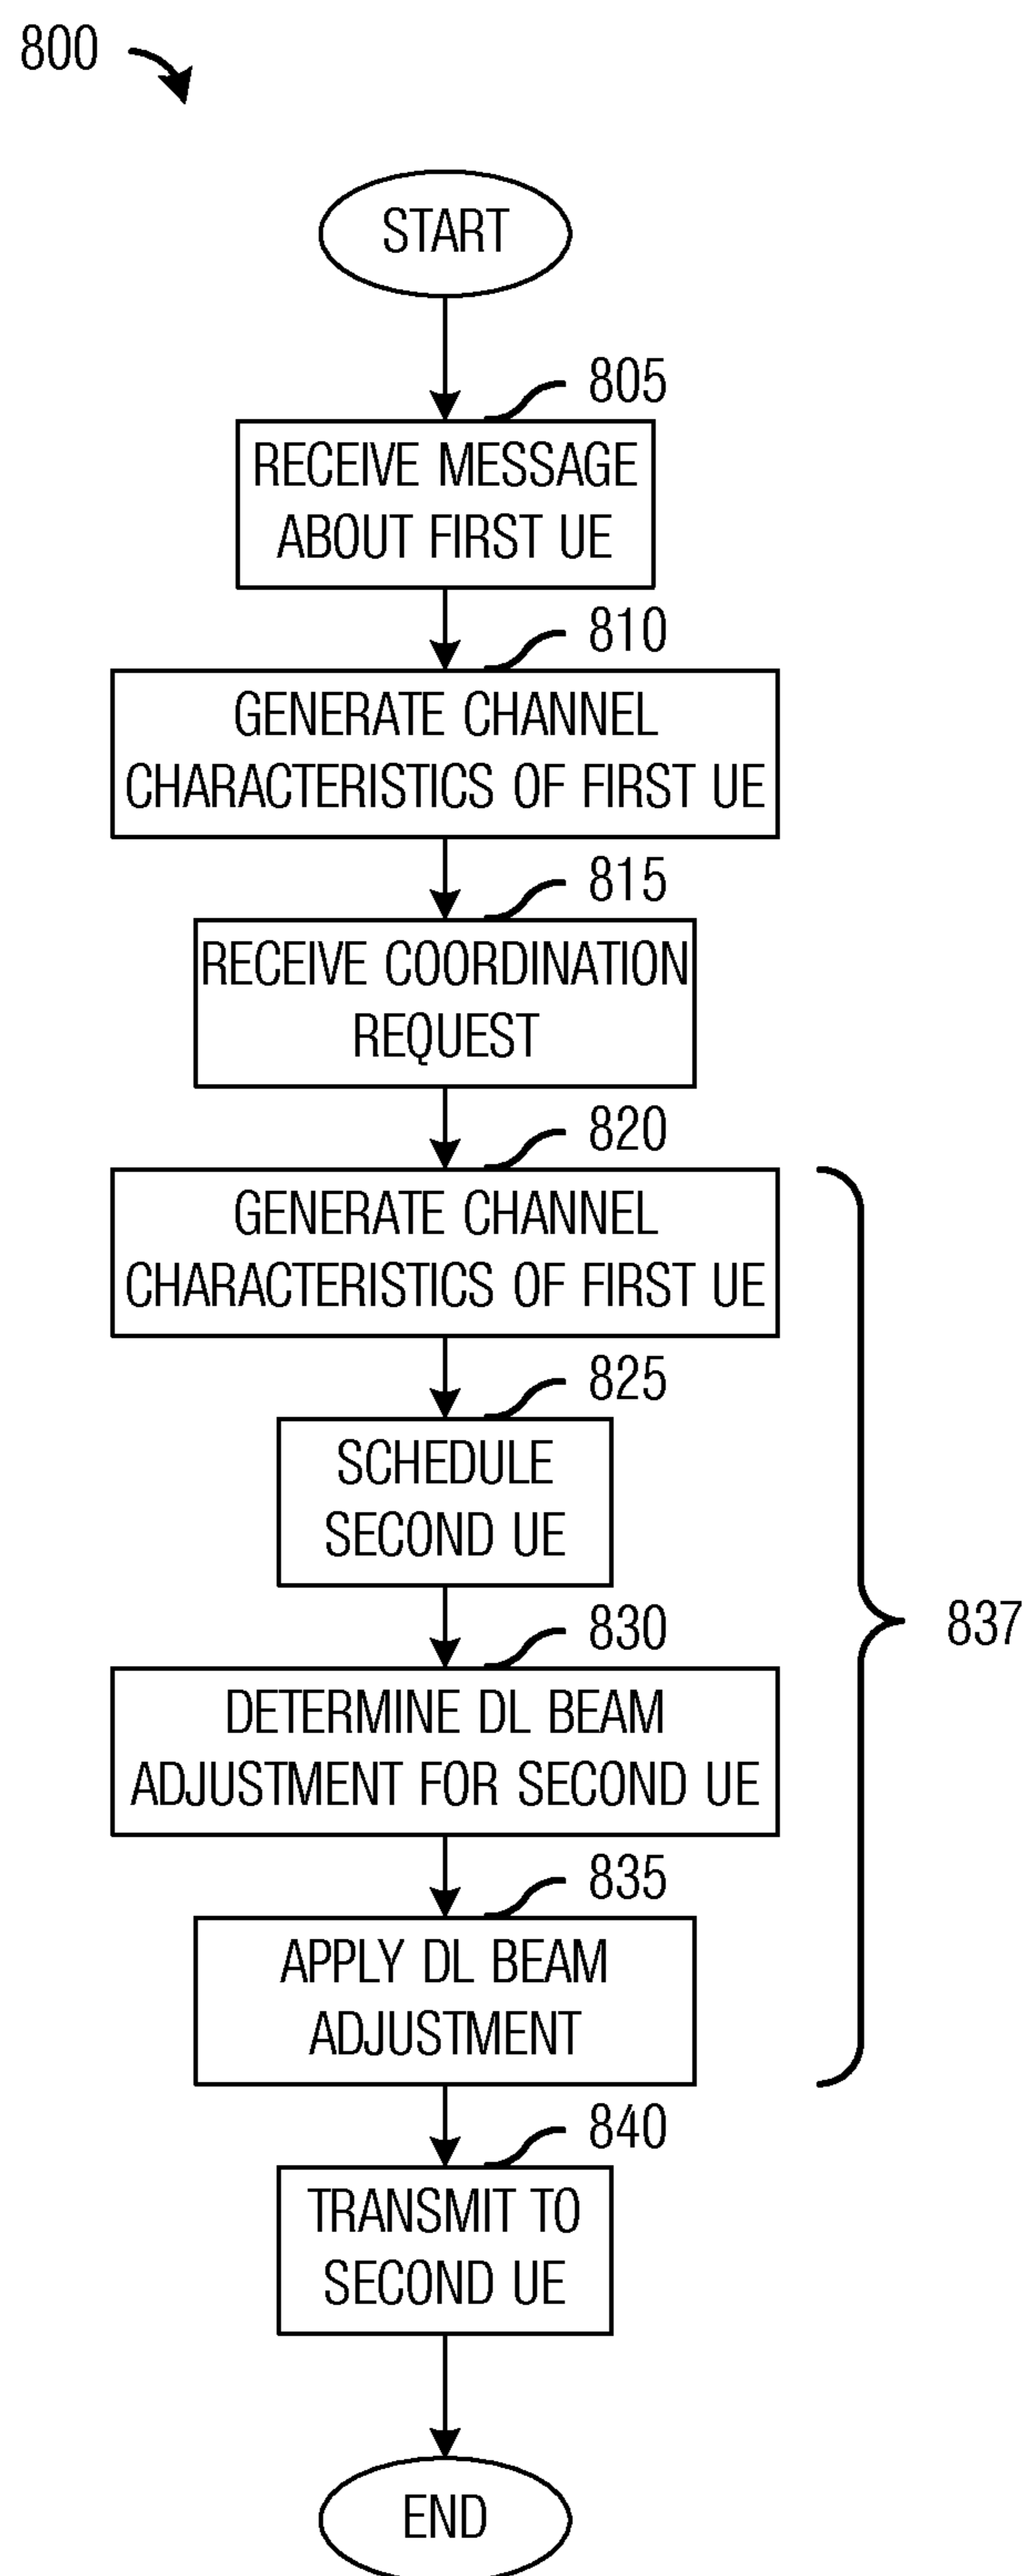 800
START
805
RECEIVE MESSAGE
ABOUT FIRST UE
810
GENERATE CHANNEL
CHARACTERISTICS OF FIRST UE
815
RECEIVE COORDINATION
REQUEST
820
GENERATE CHANNEL
CHARACTERISTICS OF FIRST UE
825
SCHEDULE
SECOND UE
837
830
DETERMINE DL BEAM
ADJUSTMENT FOR SECOND UE
835
APPLY DL BEAM
ADJUSTMENT
840
TRANSMIT TO
SECOND UE
END